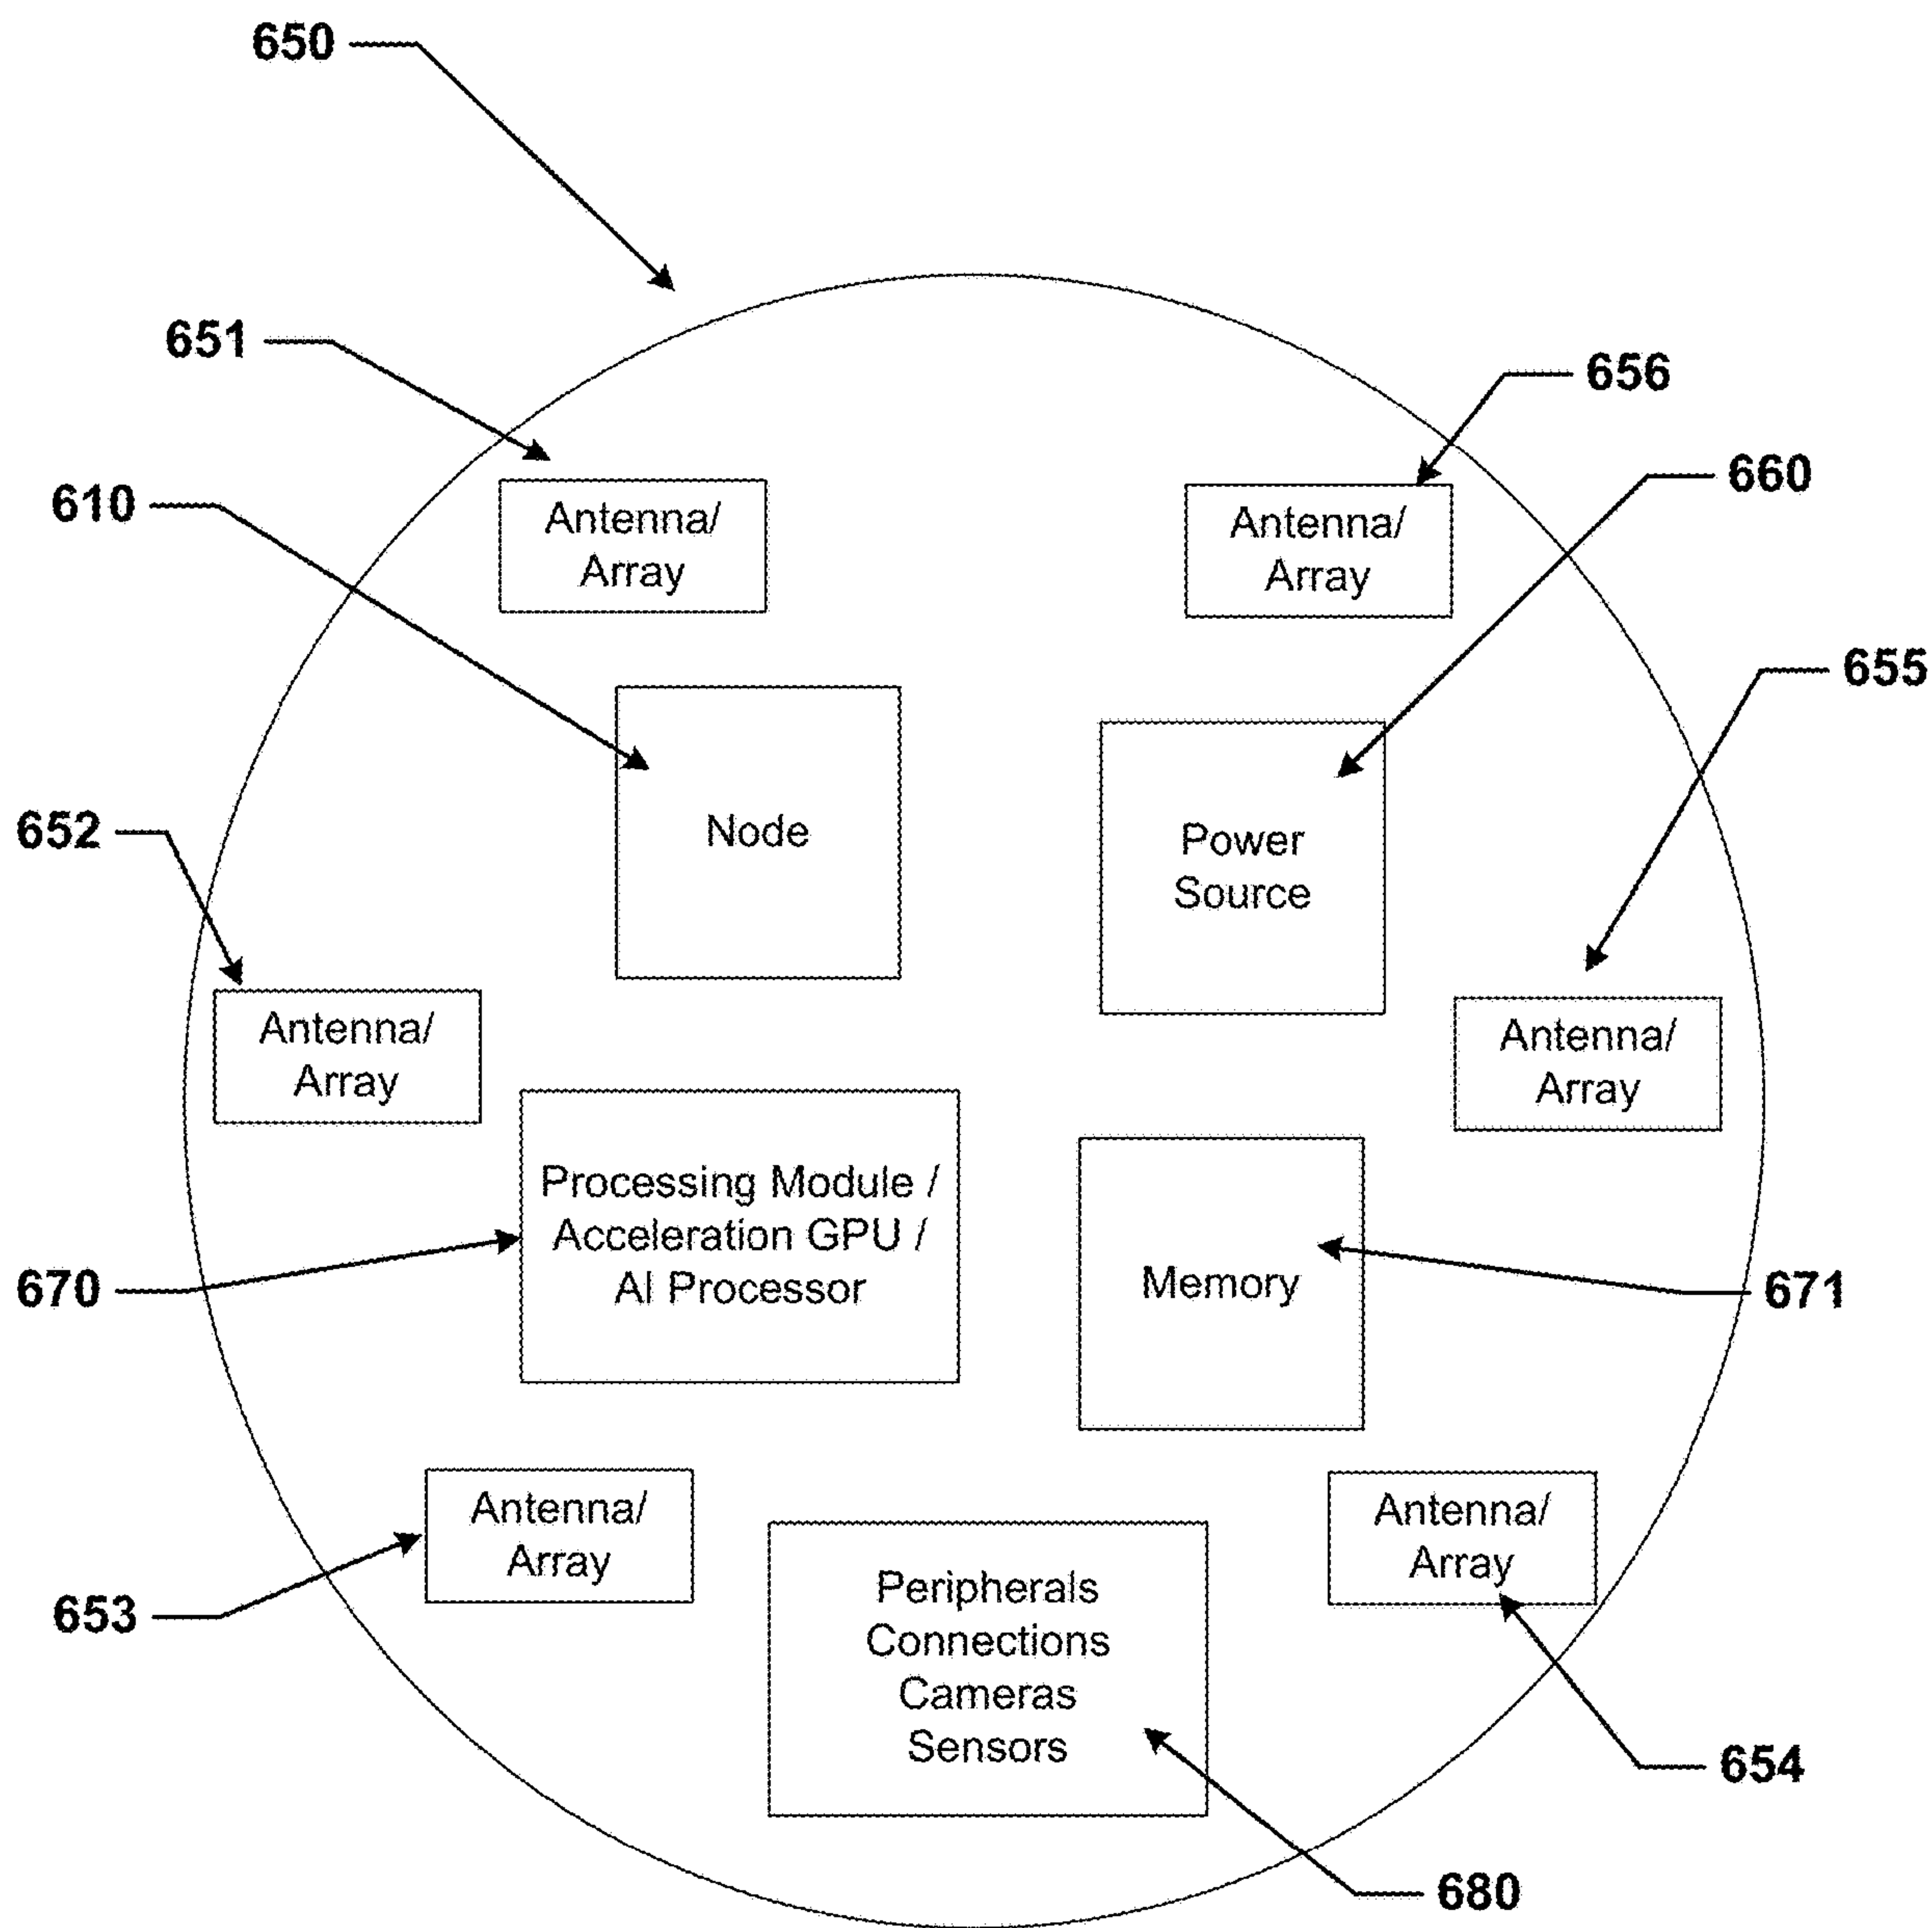 650
651
656
660
610
Antenna/
Array
Antenna/
Array
655
652
Node
Power
Source
Antenna/
Array
Antenna/
Array
Processing Module /
Acceleration GPU /
AI Processor
670
Memory
671
Antenna/
Array
Antenna/
Array
653
Peripherals
Connections
Cameras
Sensors
654
680